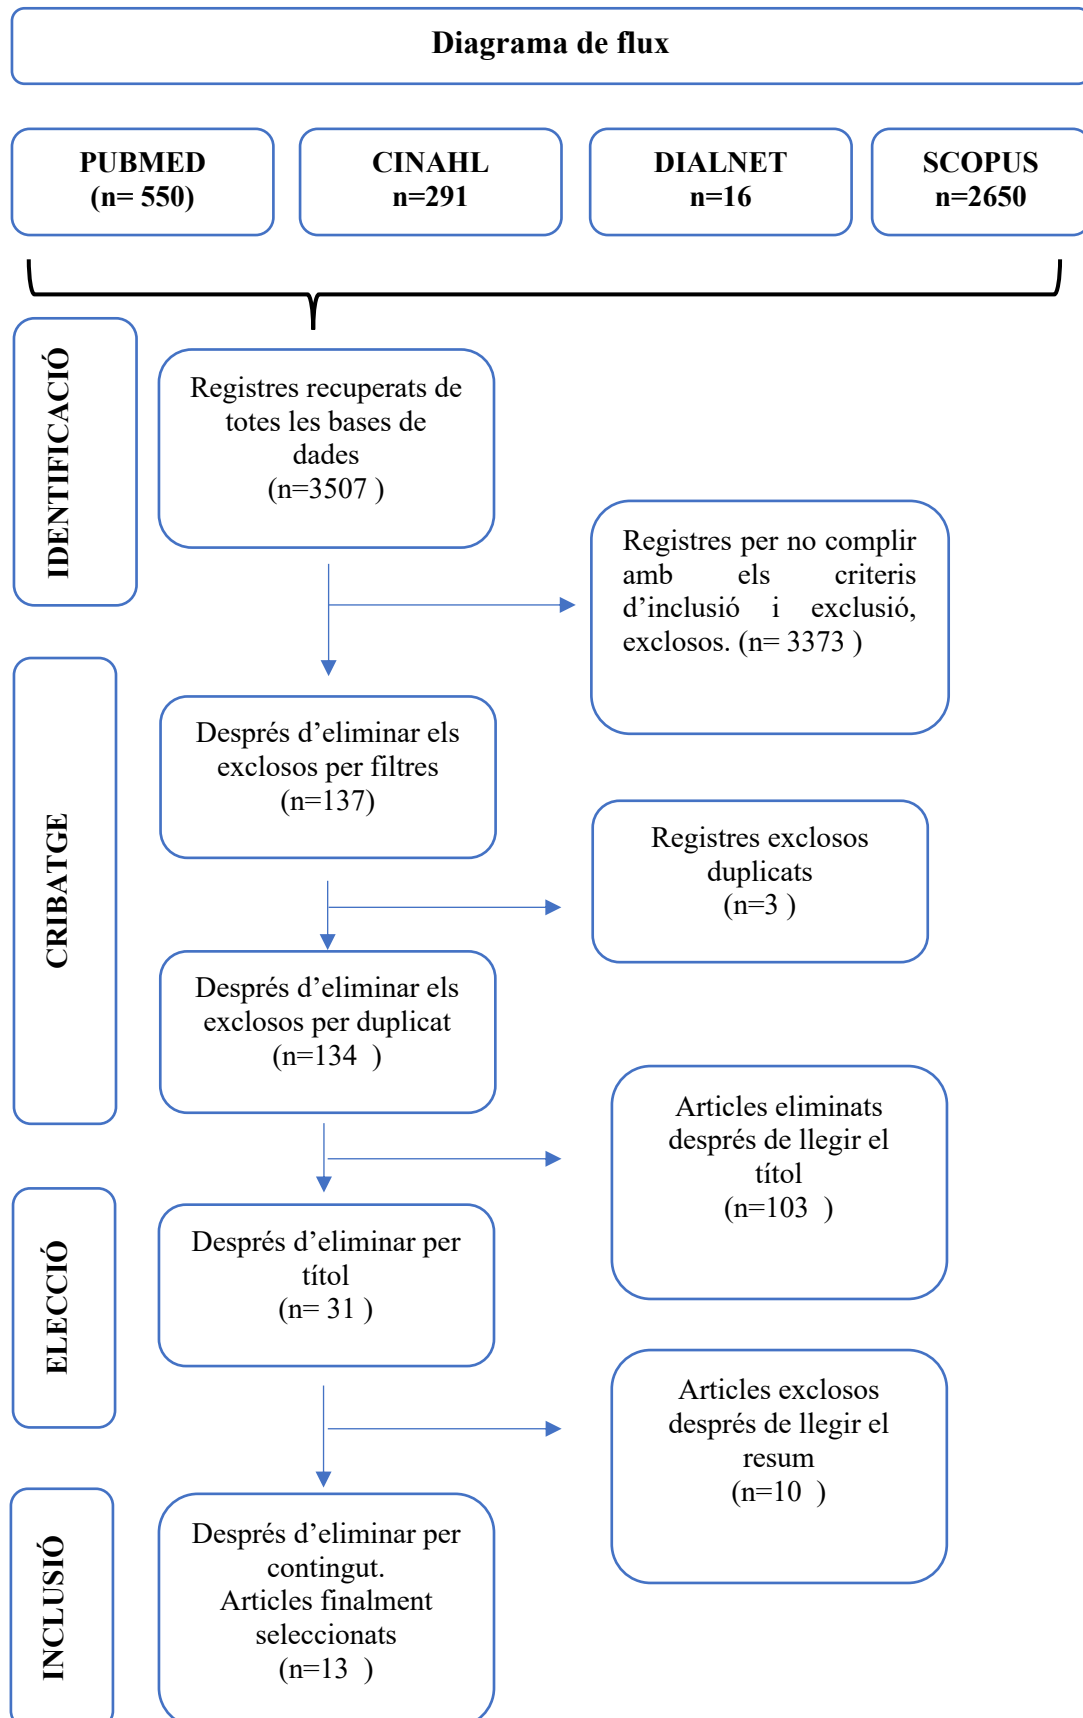 Diagrama de flux
PUBMED
(n= 550)
CINAHL
n=291
DIALNET
n=16
SCOPUS
n=2650
IDENTIFICACIÓ
Registres recuperats de
totes les bases de
dades
(n=3507 )
Registres per no complir
amb els criteris
d’inclusió i exclusió,
exclosos. (n= 3373 )
CRIBATGE
Després d’eliminar els
exclosos per filtres
(n=137)
Registres exclosos
duplicats
(n=3 )
Després d’eliminar els
exclosos per duplicat
(n=134 )
Articles eliminats
després de llegir el
títol
(n=103 )
ELECCIÓ
Després d’eliminar per
títol
(n= 31 )
Articles exclosos
després de llegir el
resum
(n=10 )
INCLUSIÓ
Després d’eliminar per
contingut.
Articles finalment
seleccionats
(n=13 )